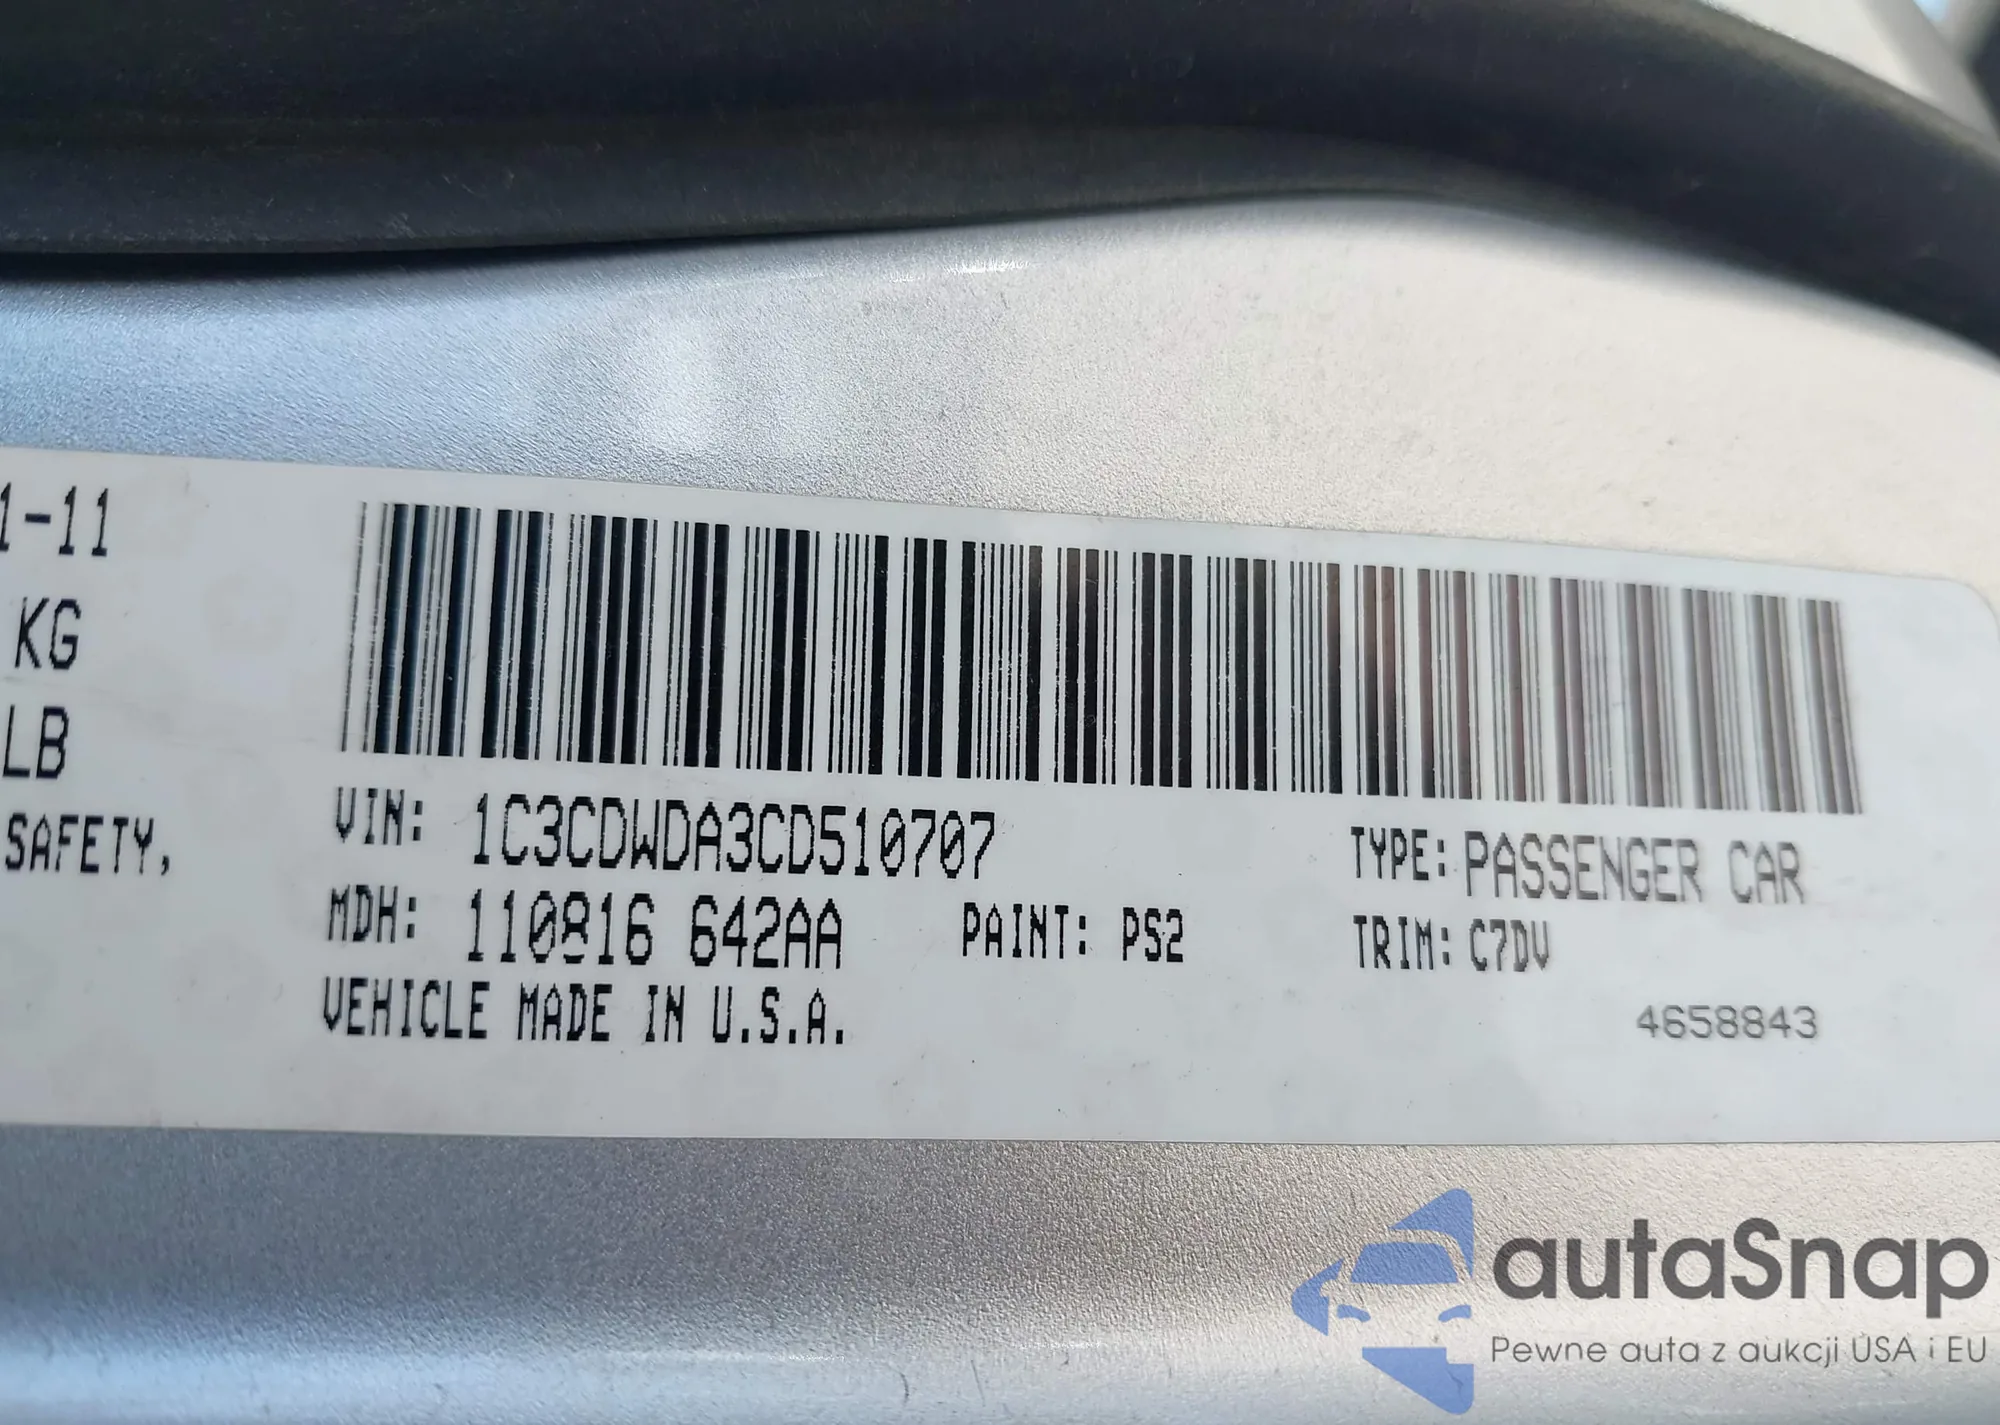 1-11
KG
LB
SAFETY,
VIN: 1C3CDWDA3CD510707
TYPE: PASSENGER CAR
MDH: 110816 642AA
PAINT: PS2
TRIM: C7DV
VEHICLE MADE IN U.S.A.
4658843
autaSnap
Pewne auta z aukcji USA i EU